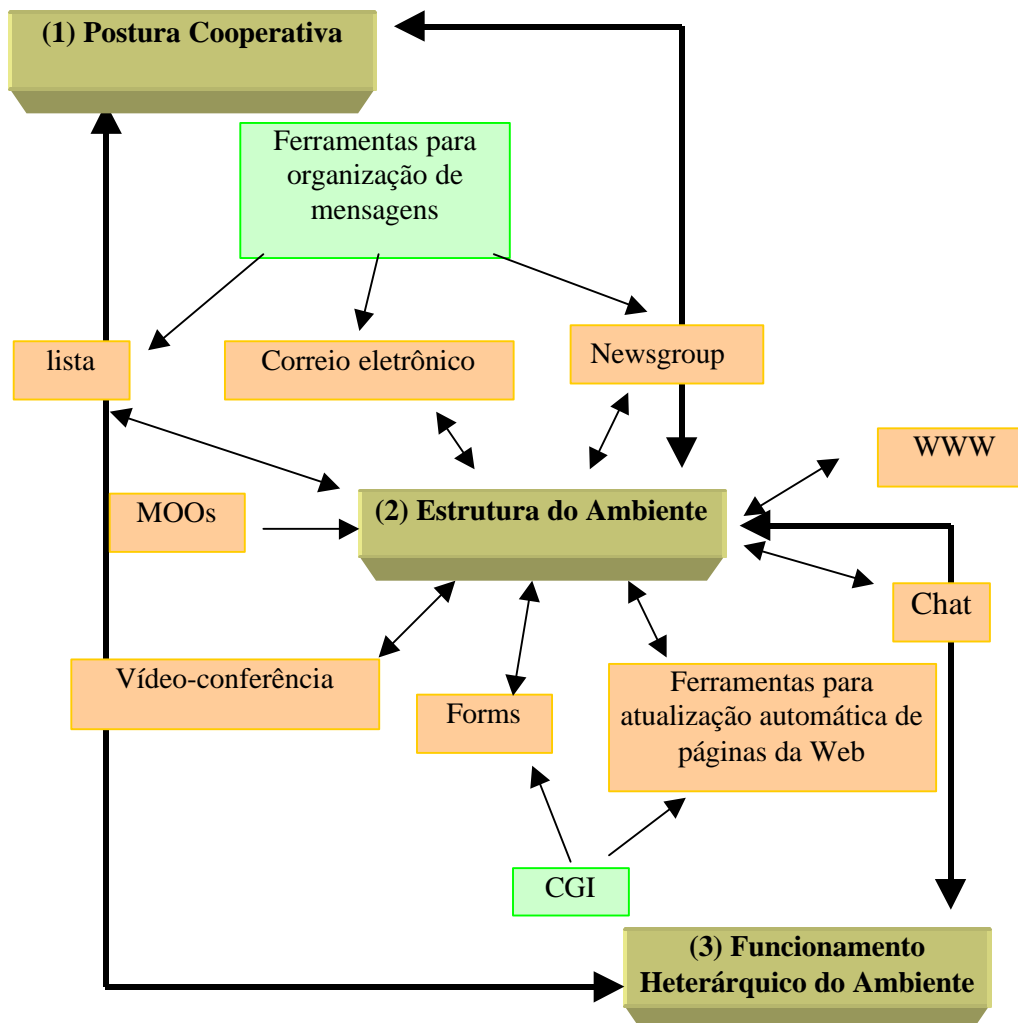 (1) Postura Cooperativa
Ferramentas para
organização de
mensagens
lista
Correio eletrônico
Newsgroup
WWW
MOOs
(2) Estrutura do Ambiente
Chat
Vídeo-conferência
Forms
Ferramentas para
atualização automática de
páginas da Web
CGI
(3) Funcionamento
Heterárquico do Ambiente